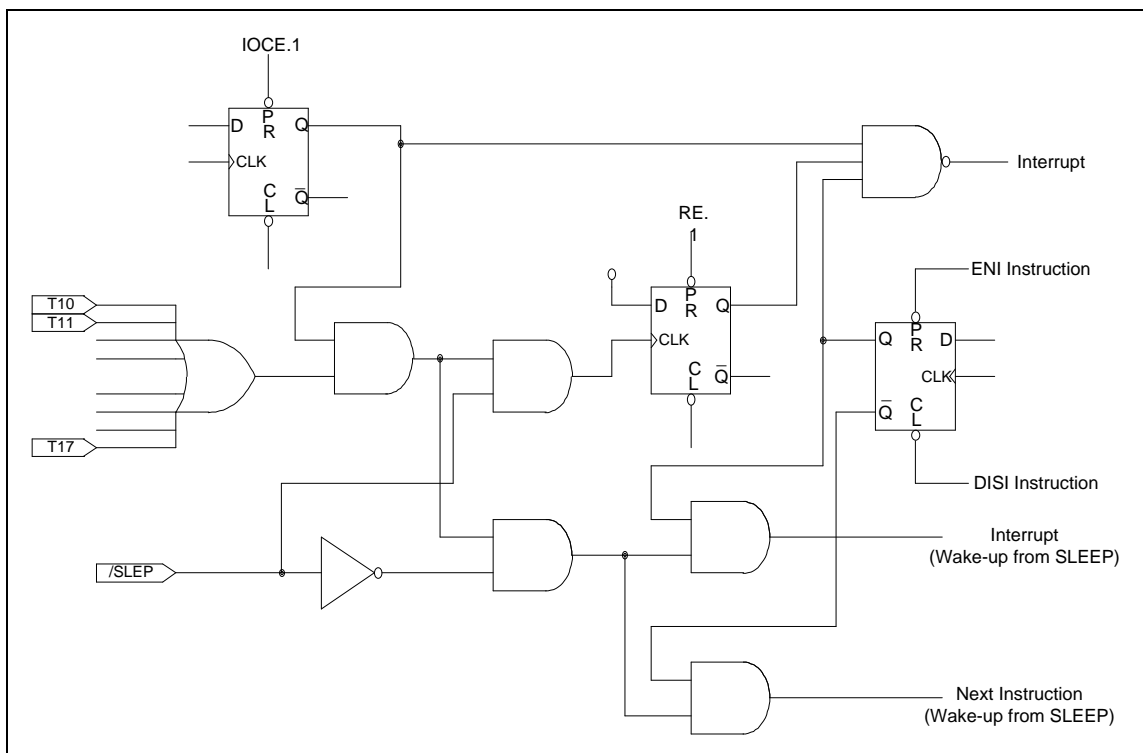 IOCE.1
D
P
R
Q
CLK
C
L
Q̅
Interrupt
RE.
1
D
P
R
Q
CLK
C
L
Q̅
ENI Instruction
Q
P
R
D
CLK
Q̅
C
L
DISI Instruction
T10
T11
T17
/SLEP
Interrupt
(Wake-up from SLEEP)
Next Instruction
(Wake-up from SLEEP)